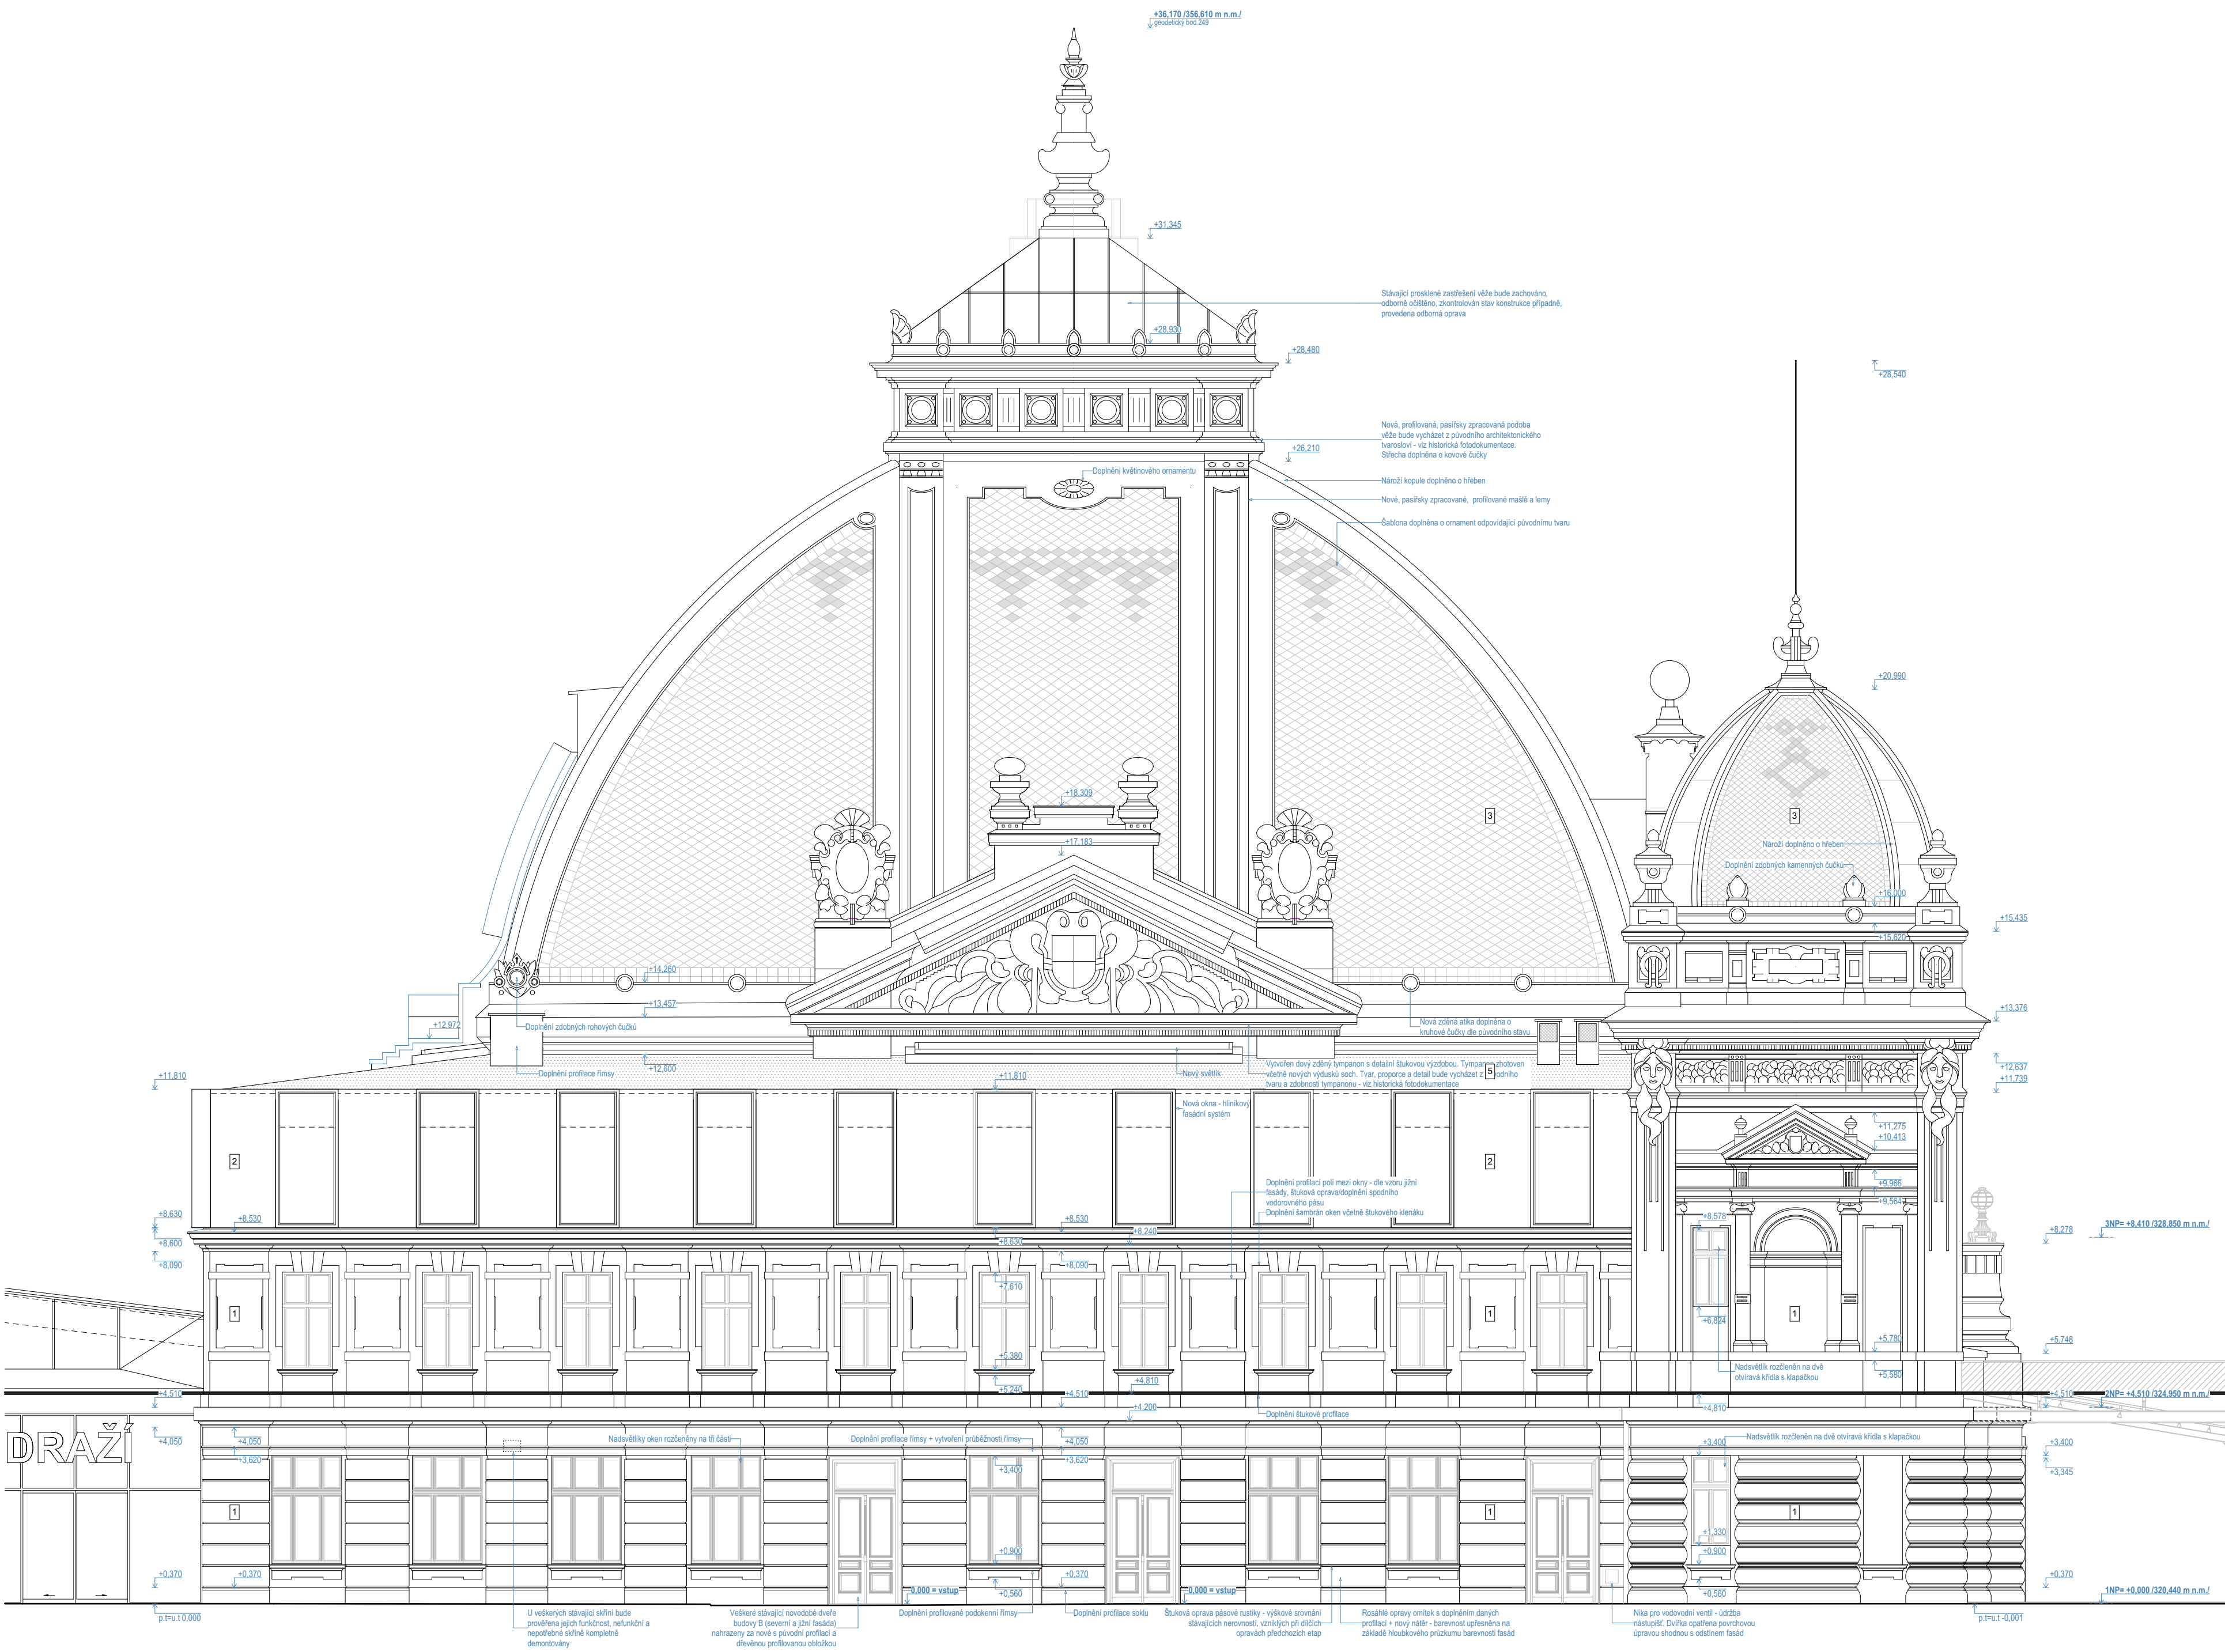 +36,170 /356,610 m n.m./
geodetický bod 249
+31,345
Stávající prosklené zastřešení věže bude zachováno,
odborně očištěno, zkontrolován stav konstrukce případně,
provedena odborná oprava
+28,930
+28,480
+28,540
Nová, profilovaná, pasířsky zpracovaná podoba
věže bude vycházet z původního architektonického
tvarosloví - viz historická fotodokumentace.
Střecha doplněna o kovové čučky
+26,210
Doplnění květinového ornamentu
Nároží kopule doplněno o hřeben
Nové, pasířsky zpracované, profilované mašlě a lemy
Šablona doplněna o ornament odpovídající původnímu tvaru
+20,990
+18,309
3
3
+17,183
Nároží doplněno o hřeben
Doplnění zdobných kamenných čučků
+16,000
+15,435
+15,620
+14,260
+13,457
+13,376
+12,972
Doplnění zdobných rohových čučků
Nová zděná atika doplněna o
kruhové čučky dle původního stavu
+12,600
Doplnění profilace římsy
Nový světlík
Vytvořen dový zděný tympanon s detailní štukovou výzdobou. Tympanon zhotoven
včetně nových výdusků soch. Tvar, proporce a detail bude vycházet z původního
tvaru a zdobnosti tympanonu - viz historická fotodokumentace
5
+12,637
+11,739
+11,810
+11,810
Nová okna - hliníkový
fasádní systém
+11,275
+10,413
2
2
Doplnění profilací polí mezi okny - dle vzoru jižní
fasády, štuková oprava/doplnění spodního
vodorovného pásu
Doplnění šambrán oken včetně štukového klenáku
+9,966
+9,564
+8,630
+8,530
+8,530
+8,240
+8,578
+8,278
3NP= +8,410 /328,850 m n.m./
+8,600
+8,630
+8,090
+8,090
+7,610
1
1
1
+6,824
+5,780
+5,748
+5,380
+5,240
Nadsvětlík rozčleněn na dvě
otvíravá křídla s klapačkou
+5,580
+4,810
+4,510
+4,510
+4,510
2NP= +4,510 /324,950 m n.m./
+4,200
+4,810
Doplnění štukové profilace
DRAŽÍ
+4,050
+4,050
+3,620
Nadsvětlíky oken rozčeněny na tři části
Doplnění profilace římsy + vytvoření průběžnosti římsy
+4,050
+3,620
+3,400
+3,400
Nadsvětlík rozčleněn na dvě otvíravá křídla s klapačkou
+3,400
+3,345
1
1
1
+1,330
+0,900
+0,900
+0,370
+0,370
+0,370
+0,370
+0,560
+0,560
0,000 = vstup
0,000 = vstup
1NP= +0,000 /320,440 m n.m./
p.t=u.t 0,000
p.t=u.t -0,001
U veškerých stávající skříní bude
prověřena jejich funkčnost, nefunkční a
nepotřebné skříně kompletně
demontovány
Veškeré stávající novodobé dveře
budovy B (severní a jižní fasáda)
nahrazeny za nové s původní profilací a
dřevěnou profilovanou obložkou
Doplnění profilované podokenní římsy
Doplnění profilace soklu
Štuková oprava pásové rustiky - výškové srovnání
stávajících nerovností, vzniklých při dílčích
opravách předchozích etap
Rosáhlé opravy omítek s doplněním daných
profilací + nový nátěr - barevnost upřesněna na
základě hloubkového průzkumu barevnosti fasád
Nika pro vodovodní ventil - údržba
nástupišť. Dvířka opatřena povrchovou
úpravou shodnou s odstínem fasád